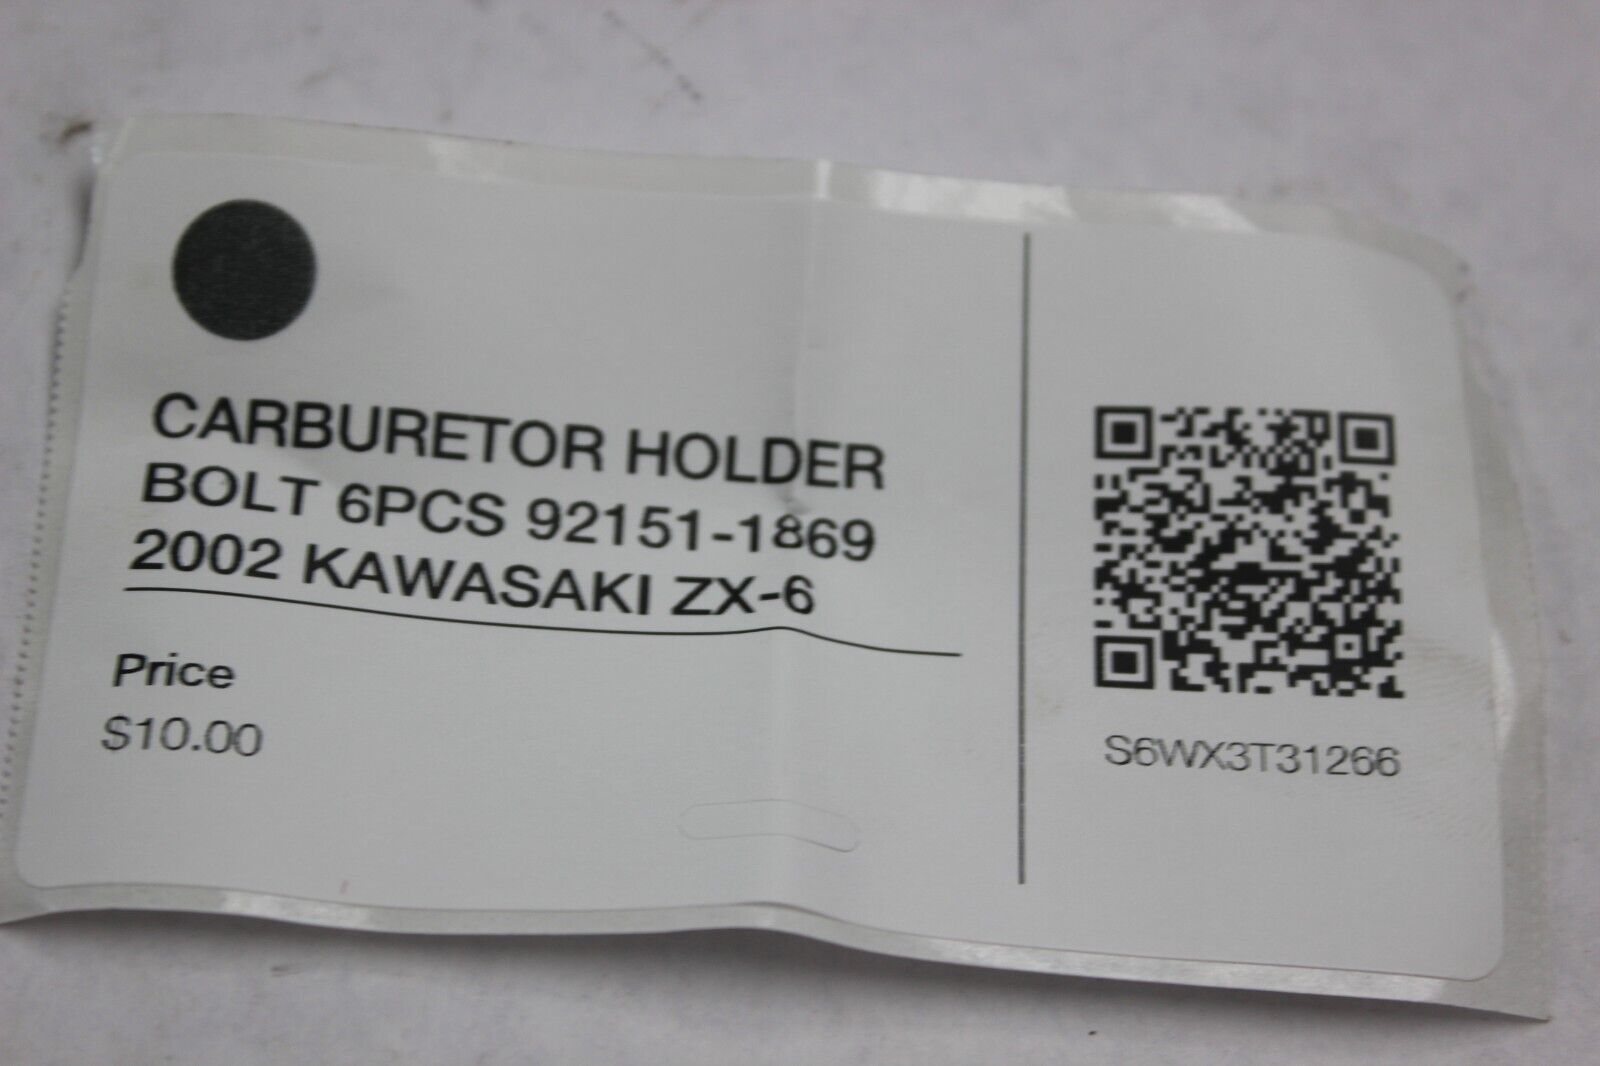 CARBURETOR HOLDER
BOLT 6PCS 92151-1869
2002 KAWASAKI ZX-6
Price
$10.00
S6WX3T31266